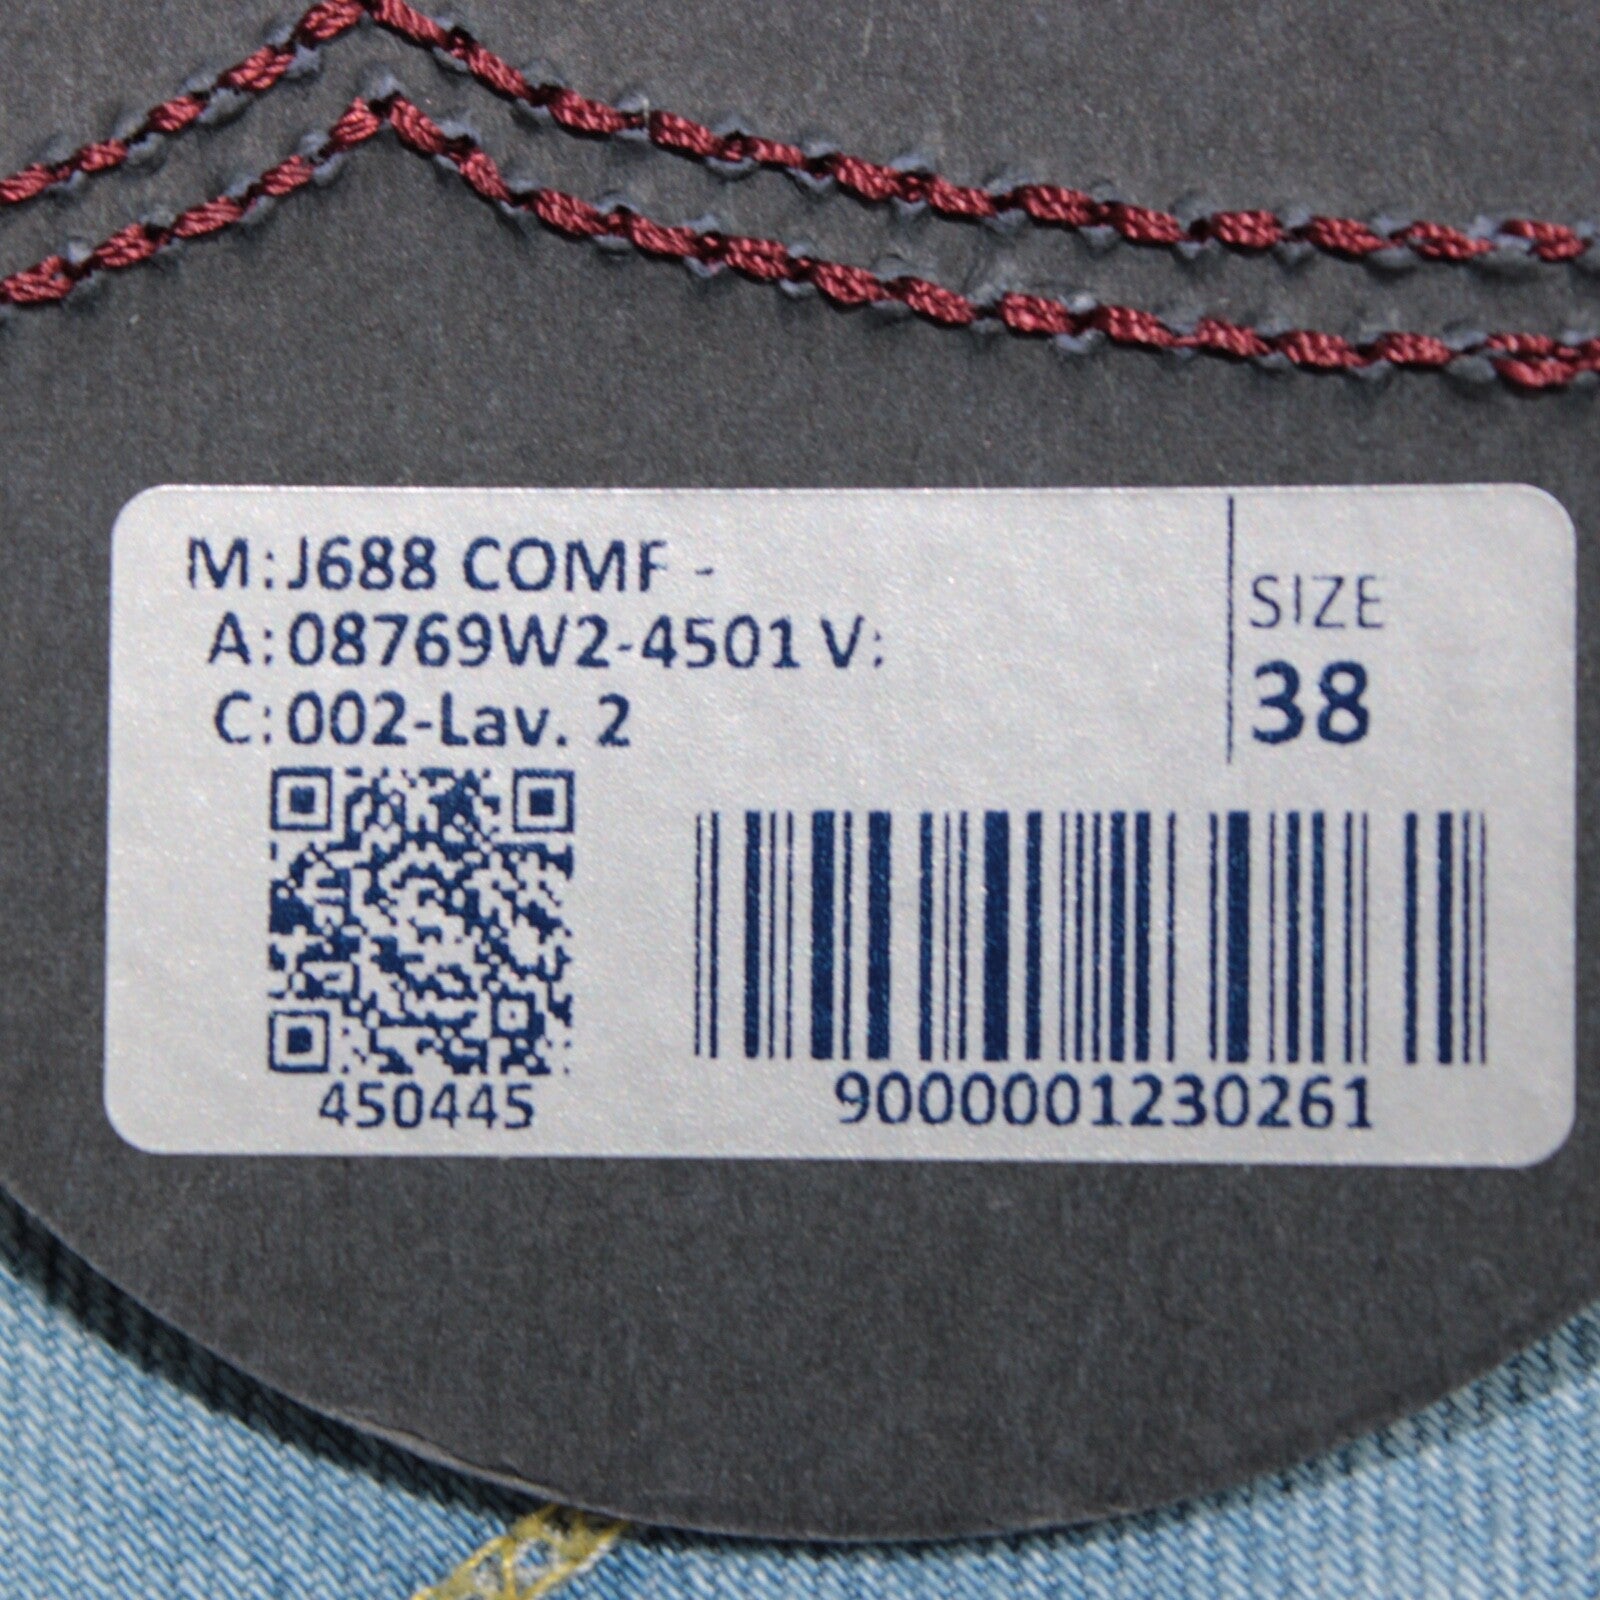 M: J688 COMF -
A: 08769W2-4501 V:
C: 002-Lav. 2
SIZE
38
450445
9000001230261